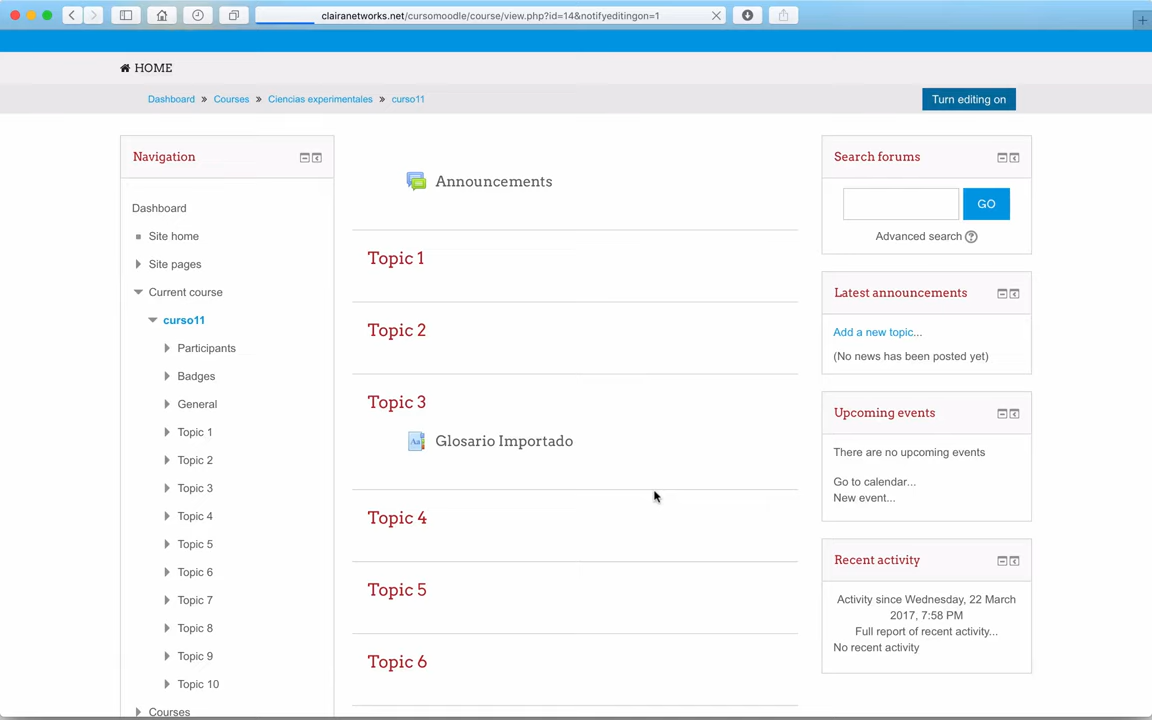 clairanetworks.net/cursomoodle/course/view.php?id=14&notifyeditingon=1
HOME
Dashboard » Courses » Ciencias experimentales » curso11
Turn editing on
Navigation
Dashboard
Site home
Site pages
Current course
curso11
Participants
Badges
General
Topic 1
Topic 2
Topic 3
Topic 4
Topic 5
Topic 6
Topic 7
Topic 8
Topic 9
Topic 10
Courses
Announcements
Topic 1
Topic 2
Topic 3
Aa
Glosario Importado
Topic 4
Topic 5
Topic 6
Search forums
GO
Advanced search ?
Latest announcements
Add a new topic...
(No news has been posted yet)
Upcoming events
There are no upcoming events
Go to calendar...
New event...
Recent activity
Activity since Wednesday, 22 March
2017, 7:58 PM
Full report of recent activity...
No recent activity